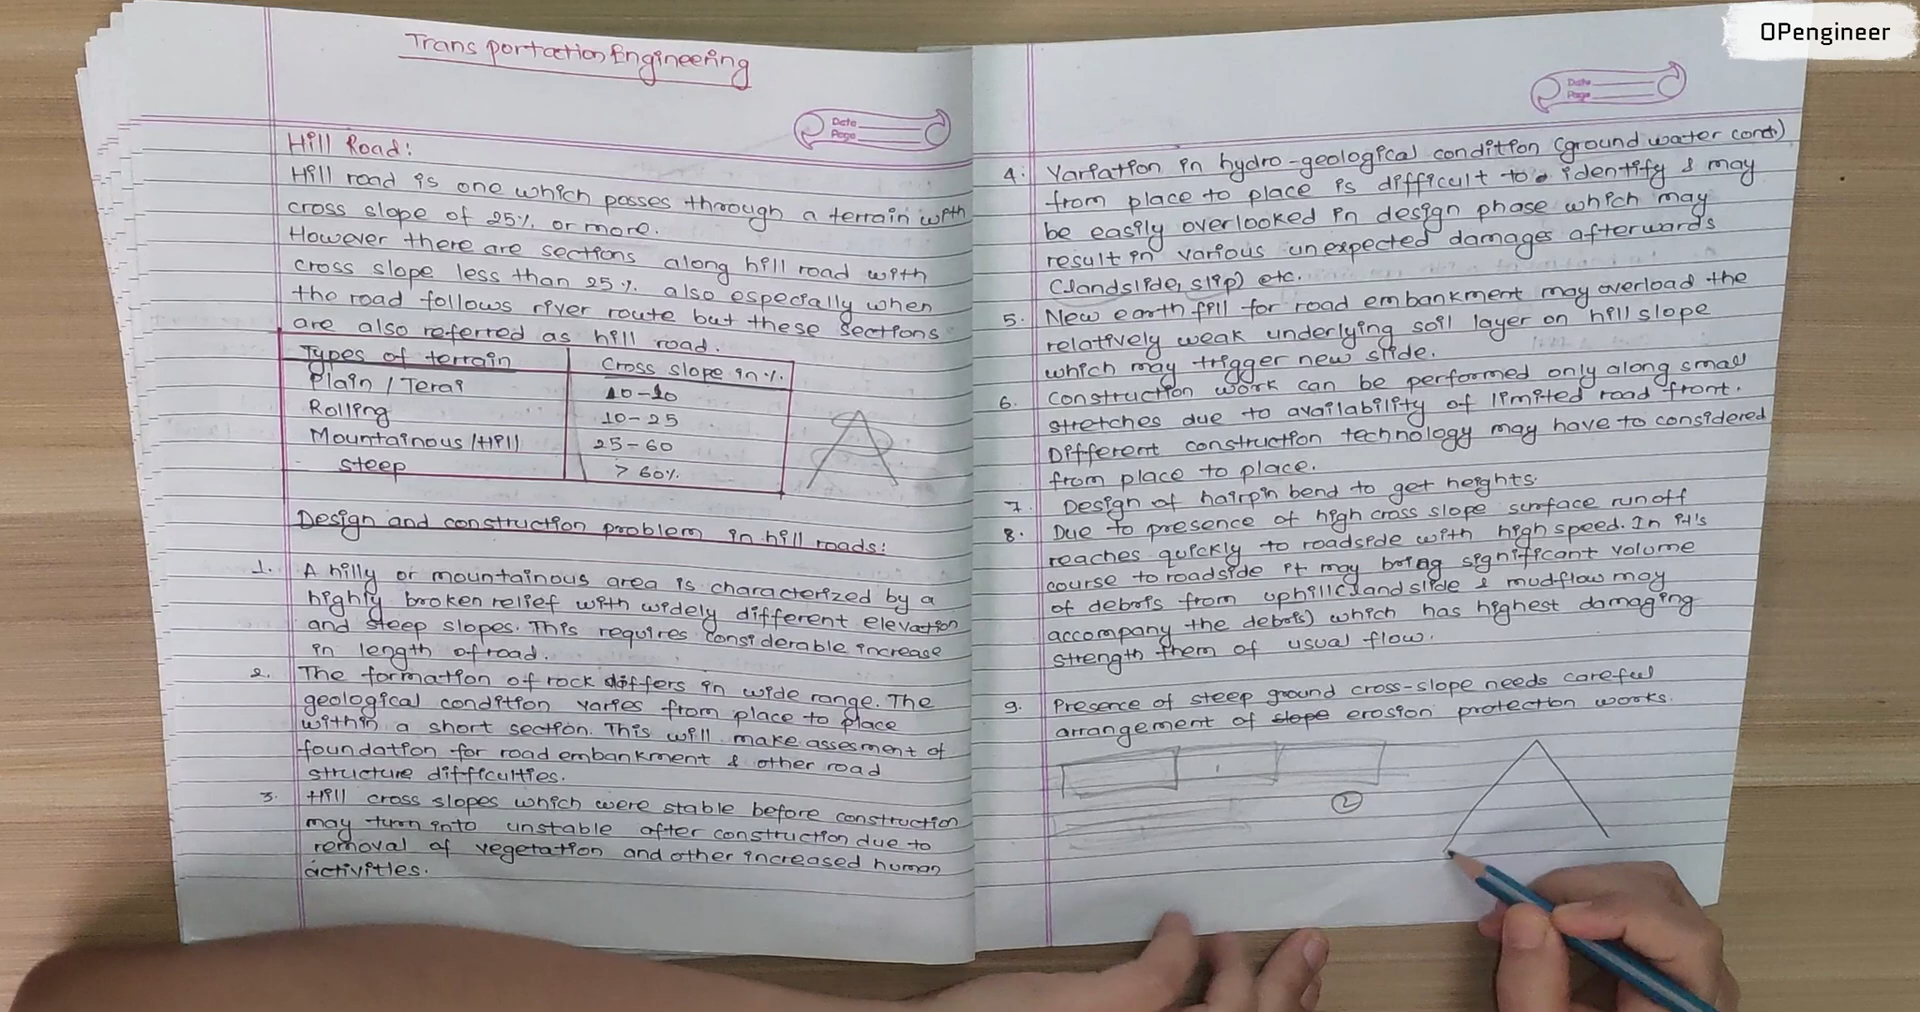 OPengineer
Transportation Engineering
Date
Page
Hill Road:
Hill road is one which posses through a terrain with
cross slope of 25% or more.
However there are sections along hill road with
cross slope less than 25% also especially when
the road follows river route but these sections
are also referred as hill road.
Types of terrain Cross slope in %
Plain / Terai 10-10
Rolling 10-25
Mountainous /Hill 25-60
steep > 60%
Design and construction problem in hill roads:
1. A hilly or mountainous area is characterized by a
highly broken relief with widely different elevation
and steep slopes. This requires considerable increase
in length of road.
2. The formation of rock differs in wide range. The
geological condition varies from place to place
within a short section. This will make assesment of
foundation for road embankment & other road
structure difficulties.
3. Hill cross slopes which were stable before construction
may turn into unstable after construction due to
removal of vegetation and other increased human
activities.
Date
Page
4. Variation in hydro-geological condition (ground water cont)
from place to place is difficult to identify & may
be easily overlooked in design phase which may
result in various unexpected damages afterwards
(landslide, slip) etc.
5. New earth fill for road embankment may overload the
relatively weak underlying soil layer on hill slope
which may trigger new slide.
6. Construction work can be performed only along small
stretches due to availability of limited road front.
Different construction technology may have to considered
from place to place.
7. Design of hairpin bend to get heights.
8. Due to presence of high cross slope surface runoff
reaches quickly to roadside with high speed. In it's
course to roadside it may bring significant volume
of debris from uphill (landslide & mudflow may
accompany the debris) which has highest damaging
strength them of usual flow.
9. Presence of steep ground cross-slope needs careful
arrangement of slope erosion protection works.
2